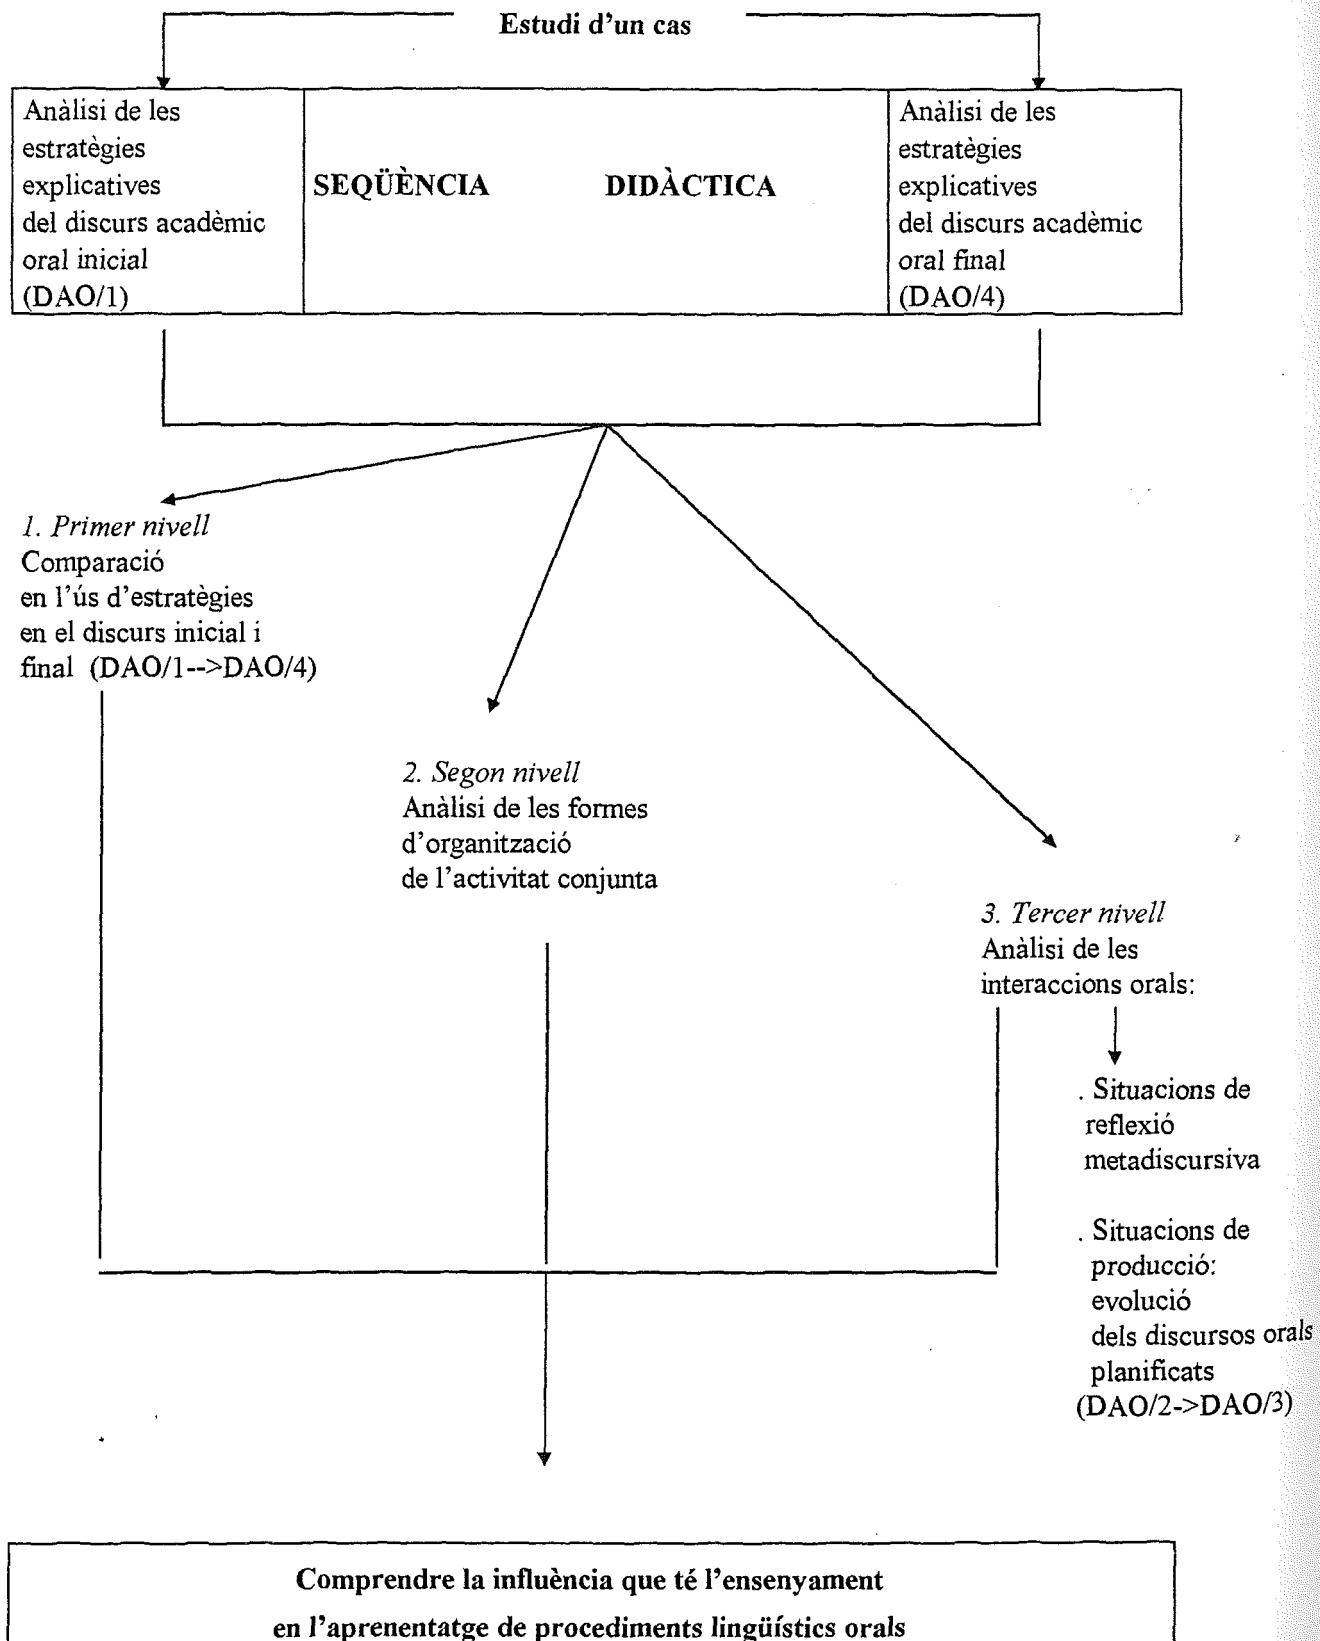 Estudi d’un cas
Anàlisi de les
estratègies
explicatives
del discurs acadèmic
oral inicial
(DAO/1)
SEQÜÈNCIA DIDÀCTICA
Anàlisi de les
estratègies
explicatives
del discurs acadèmic
oral final
(DAO/4)
1. Primer nivell
Comparació
en l’ús d’estratègies
en el discurs inicial i
final (DAO/1-->DAO/4)
2. Segon nivell
Anàlisi de les formes
d’organització
de l’activitat conjunta
3. Tercer nivell
Anàlisi de les
interaccions orals:
. Situacions de
reflexió
metadiscursiva
. Situacions de
producció:
evolució
dels discursos orals
planificats
(DAO/2->DAO/3)
Comprendre la influència que té l’ensenyament
en l’aprenentatge de procediments lingüístics orals